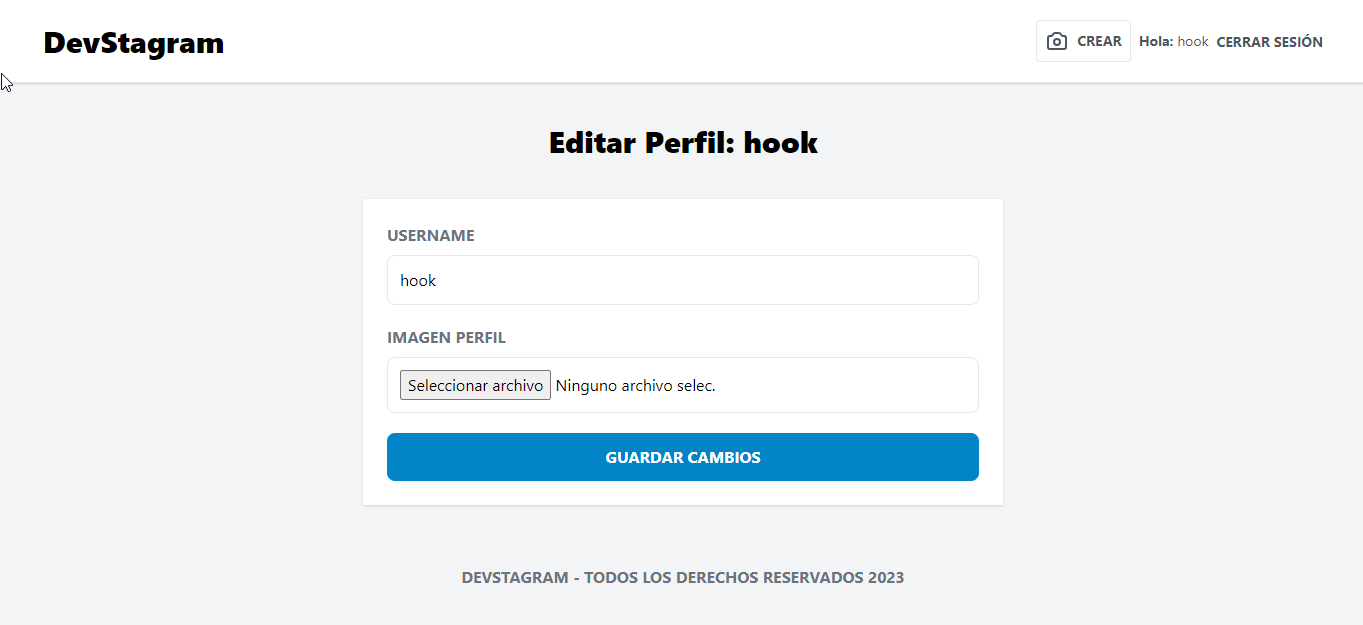 DevStagram
CREAR Hola: hook CERRAR SESIÓN
Editar Perfil: hook
USERNAME
hook
IMAGEN PERFIL
Seleccionar archivo Ninguno archivo selec.
GUARDAR CAMBIOS
DEVSTAGRAM - TODOS LOS DERECHOS RESERVADOS 2023